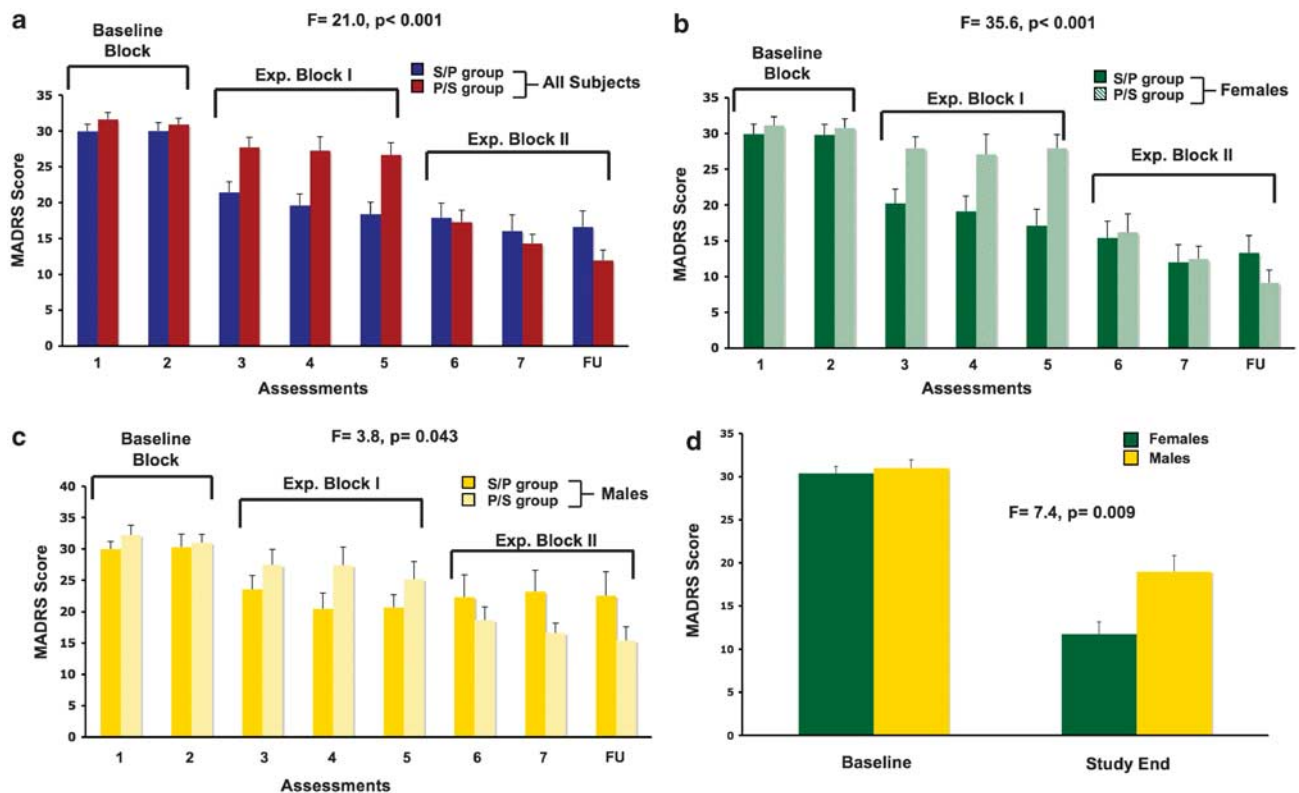 a
F= 21.0, p< 0.001
Baseline
Block
Exp. Block I
S/P group
P/S group
All Subjects
Exp. Block II
MADRS Score
35
30
25
20
15
10
5
0
1 2 3 4 5 6 7 FU
Assessments
b
F= 35.6, p< 0.001
Baseline
Block
Exp. Block I
S/P group
P/S group
Females
Exp. Block II
MADRS Score
35
30
25
20
15
10
5
0
1 2 3 4 5 6 7 FU
Assessments
c
F= 3.8, p= 0.043
Baseline
Block
Exp. Block I
S/P group
P/S group
Males
Exp. Block II
MADRS Score
40
35
30
25
20
15
10
5
0
1 2 3 4 5 6 7 FU
Assessments
d
Females
Males
F= 7.4, p= 0.009
MADRS Score
35
30
25
20
15
10
5
0
Baseline Study End